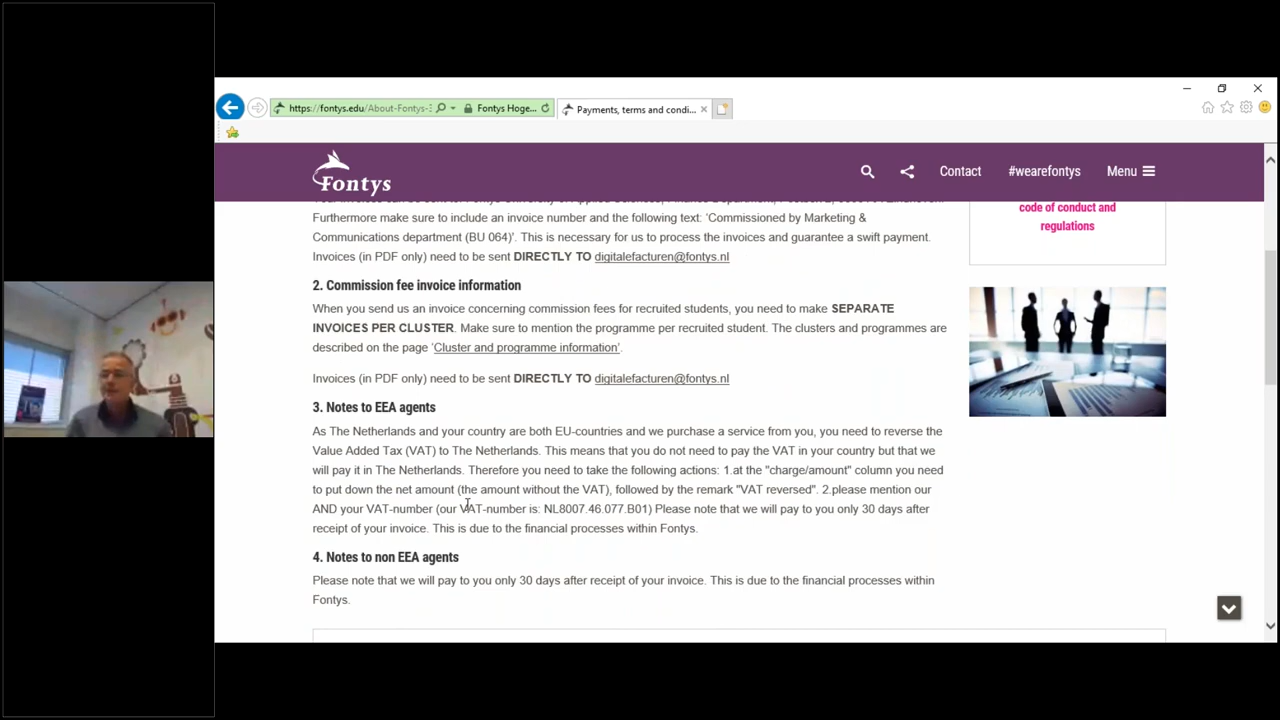 https://fontys.edu/About-Fontys-
Fontys Hoge...
Payments, terms and condi...
Fontys
Contact
#wearefontys
Menu
Furthermore make sure to include an invoice number and the following text: 'Commissioned by Marketing &
Communications department (BU 064)'. This is necessary for us to process the invoices and guarantee a swift payment.
Invoices (in PDF only) need to be sent DIRECTLY TO digitalefacturen@fontys.nl
2. Commission fee invoice information
When you send us an invoice concerning commission fees for recruited students, you need to make SEPARATE
INVOICES PER CLUSTER. Make sure to mention the programme per recruited student. The clusters and programmes are
described on the page 'Cluster and programme information'.
Invoices (in PDF only) need to be sent DIRECTLY TO digitalefacturen@fontys.nl
3. Notes to EEA agents
As The Netherlands and your country are both EU-countries and we purchase a service from you, you need to reverse the
Value Added Tax (VAT) to The Netherlands. This means that you do not need to pay the VAT in your country but that we
will pay it in The Netherlands. Therefore you need to take the following actions: 1.at the "charge/amount" column you need
to put down the net amount (the amount without the VAT), followed by the remark "VAT reversed". 2.please mention our
AND your VAT-number (our VAT-number is: NL8007.46.077.B01) Please note that we will pay to you only 30 days after
receipt of your invoice. This is due to the financial processes within Fontys.
4. Notes to non EEA agents
Please note that we will pay to you only 30 days after receipt of your invoice. This is due to the financial processes within
Fontys.
code of conduct and
regulations